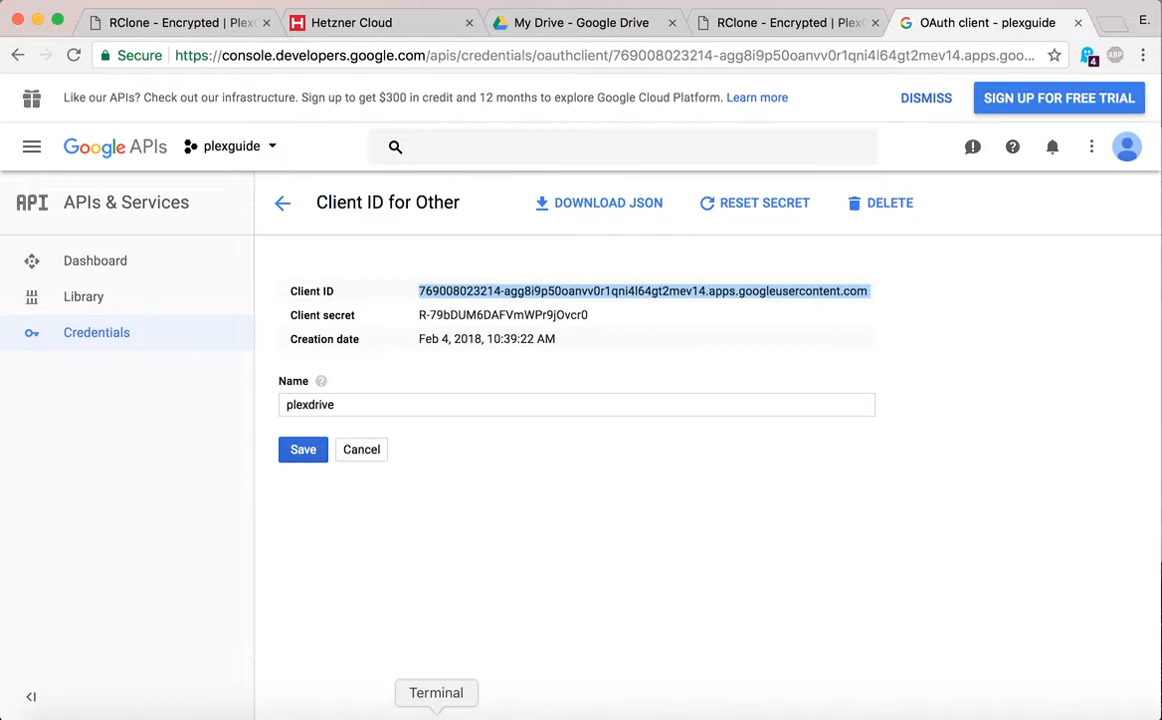 RClone - Encrypted | Plex
Hetzner Cloud
My Drive - Google Drive
RClone - Encrypted | Plex
OAuth client - plexguide
E.
Secure
https://console.developers.google.com/apis/credentials/oauthclient/769008023214-agg8i9p50oanvv0r1qni4l64gt2mev14.apps.goo...
4
ABP
Like our APIs? Check out our infrastructure. Sign up to get $300 in credit and 12 months to explore Google Cloud Platform. Learn more
DISMISS
SIGN UP FOR FREE TRIAL
Google APIs
plexguide
API
APIs & Services
Client ID for Other
DOWNLOAD JSON
RESET SECRET
DELETE
Dashboard
Library
Credentials
Client ID
769008023214-agg8i9p50oanvv0r1qni4l64gt2mev14.apps.googleusercontent.com
Client secret
R-79bDUM6DAFVmWPr9jOvcr0
Creation date
Feb 4, 2018, 10:39:22 AM
Name
plexdrive
Save
Cancel
Terminal